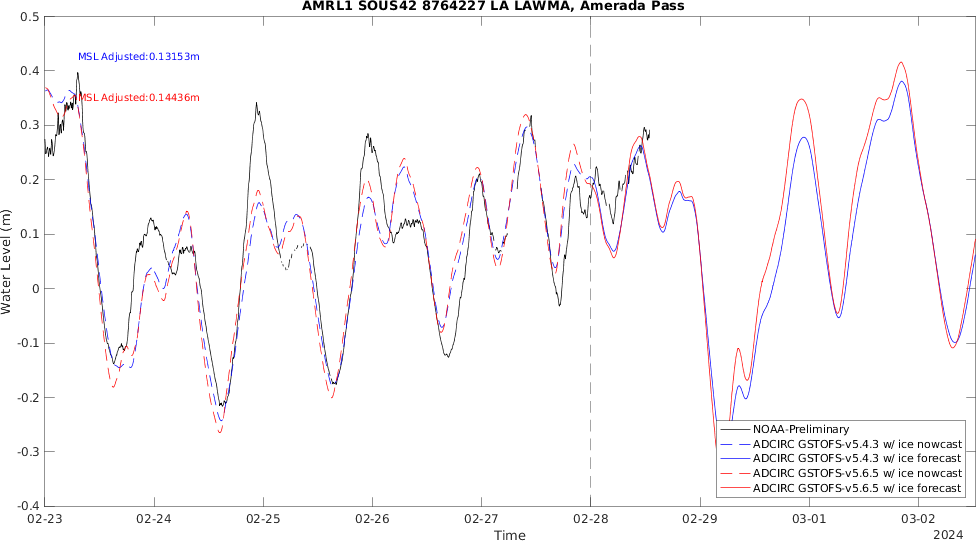 AMRL1 SOUS42 8764227 LA LAWMA, Amerada Pass
MSL Adjusted:0.13153m
MSL Adjusted:0.14436m
Water Level (m)
0.5
0.4
0.3
0.2
0.1
0
-0.1
-0.2
-0.3
-0.4
NOAA-Preliminary
ADCIRC GSTOFS-v5.4.3 w/ ice nowcast
ADCIRC GSTOFS-v5.4.3 w/ ice forecast
ADCIRC GSTOFS-v5.6.5 w/ ice nowcast
ADCIRC GSTOFS-v5.6.5 w/ ice forecast
02-23 02-24 02-25 02-26 02-27 02-28 02-29 03-01 03-02
Time
2024